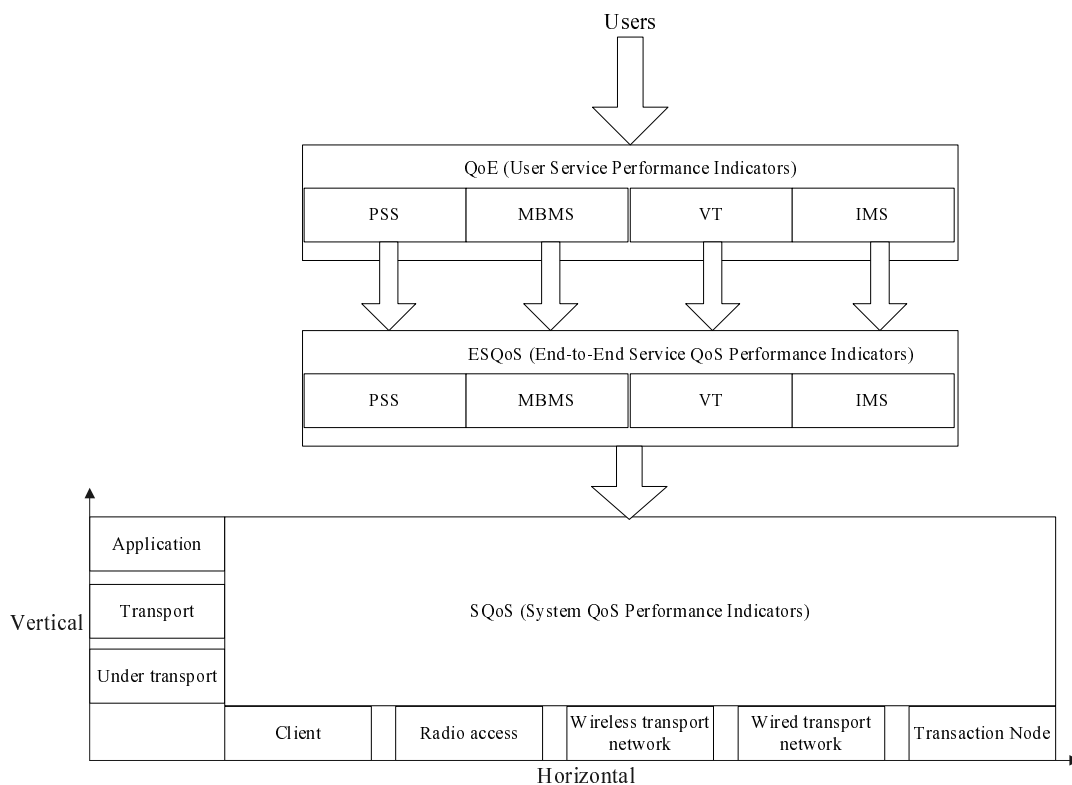 Users
QoE (User Service Performance Indicators)
PSS
MBMS
VT
IMS
ESQoS (End-to-End Service QoS Performance Indicators)
PSS
MBMS
VT
IMS
Vertical
Application
Transport
Under transport
SQoS (System QoS Performance Indicators)
Client
Radio access
Wireless transport
network
Wired transport
network
Transaction Node
Horizontal